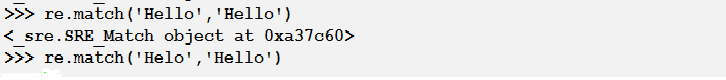 >>> re.match('Hello','Hello')
<_sre.SRE_Match object at 0xa37c60>
>>> re.match('Helo','Hello')